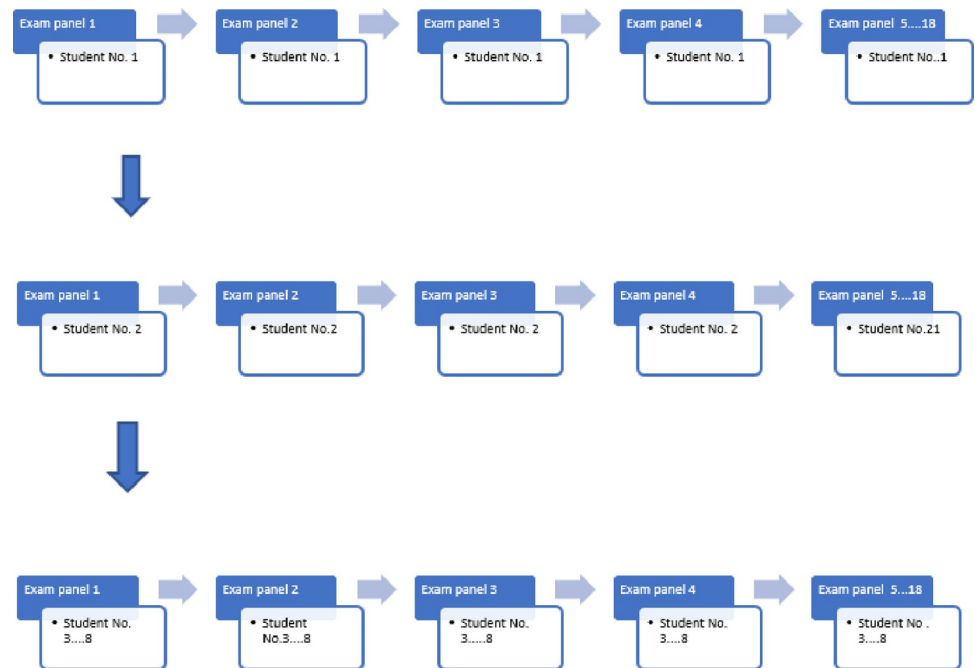 Exam panel 1
Exam panel 2
Exam panel 3
Exam panel 4
Exam panel 5....18
• Student No. 1
• Student No. 1
• Student No. 1
• Student No. 1
• Student No..1
Exam panel 1
Exam panel 2
Exam panel 3
Exam panel 4
Exam panel 5....18
• Student No. 2
• Student No.2
• Student No. 2
• Student No. 2
• Student No.21
Exam panel 1
Exam panel 2
Exam panel 3
Exam panel 4
Exam panel 5...18
• Student No.
3....8
• Student
No.3....8
• Student No.
3.....8
• Student No.
3....8
• Student No .
3....8